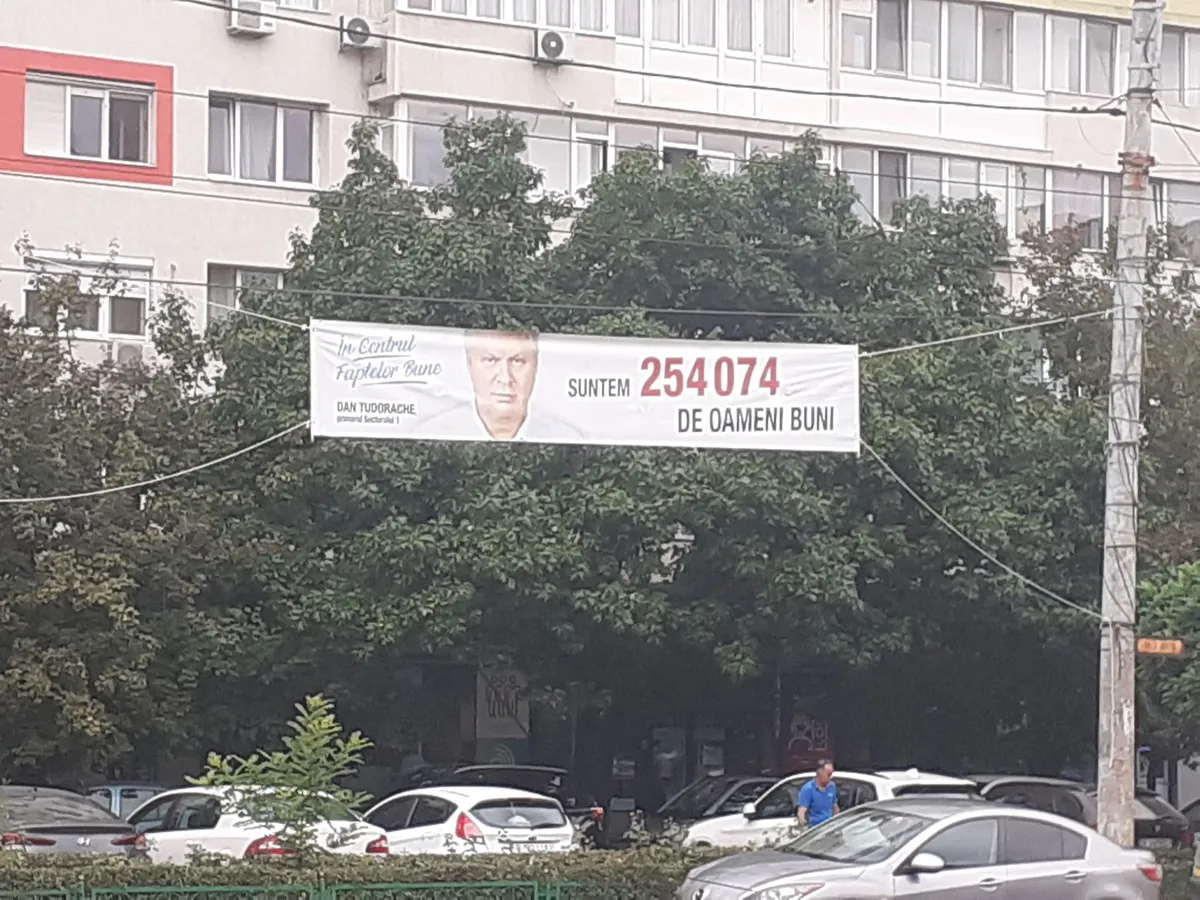 În Centrul
Faptelor Bune
DAN TUDORACHE,
primarul Sectorului 1
SUNTEM 254 074
DE OAMENI BUNI